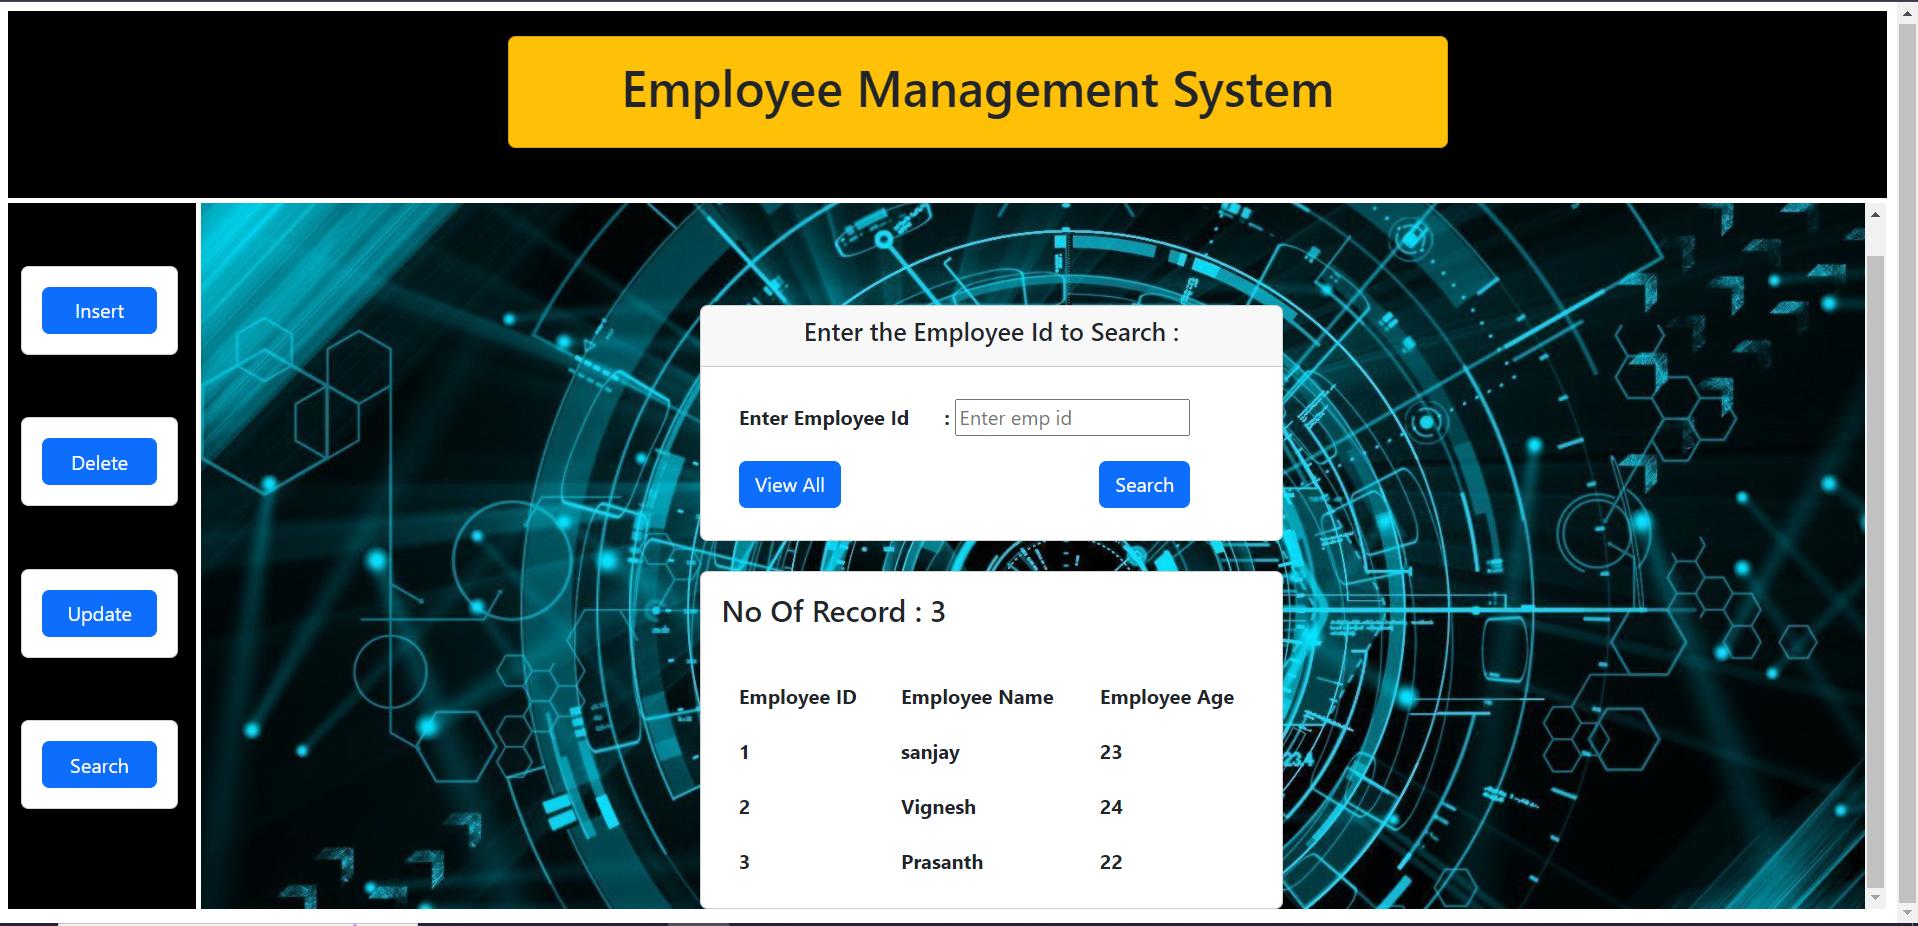 Employee Management System
Insert
Delete
Update
Search
Enter the Employee Id to Search :
Enter Employee Id : Enter emp id
View All Search
No Of Record : 3
Employee ID Employee Name Employee Age
1 sanjay 23
2 Vignesh 24
3 Prasanth 22
23.4